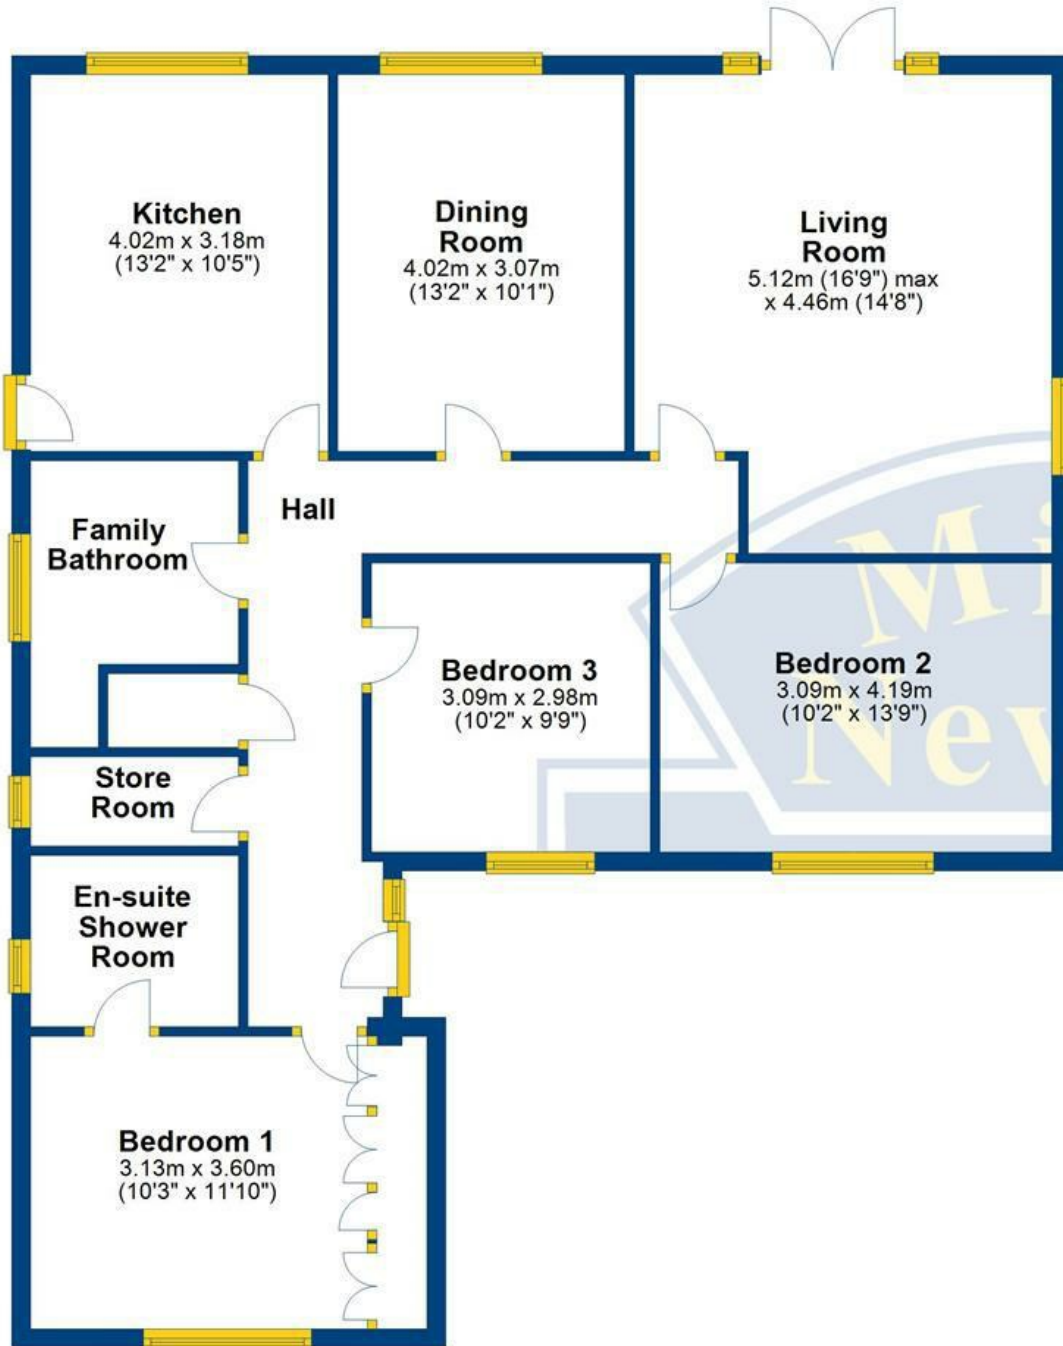 Kitchen
4.02m x 3.18m
(13'2" x 10'5")
Dining
Room
4.02m x 3.07m
(13'2" x 10'1")
Living
Room
5.12m (16'9") max
x 4.46m (14'8")
Hall
Family
Bathroom
Bedroom 3
3.09m x 2.98m
(10'2" x 9'9")
Bedroom 2
3.09m x 4.19m
(10'2" x 13'9")
Store
Room
En-suite
Shower
Room
Bedroom 1
3.13m x 3.60m
(10'3" x 11'10")